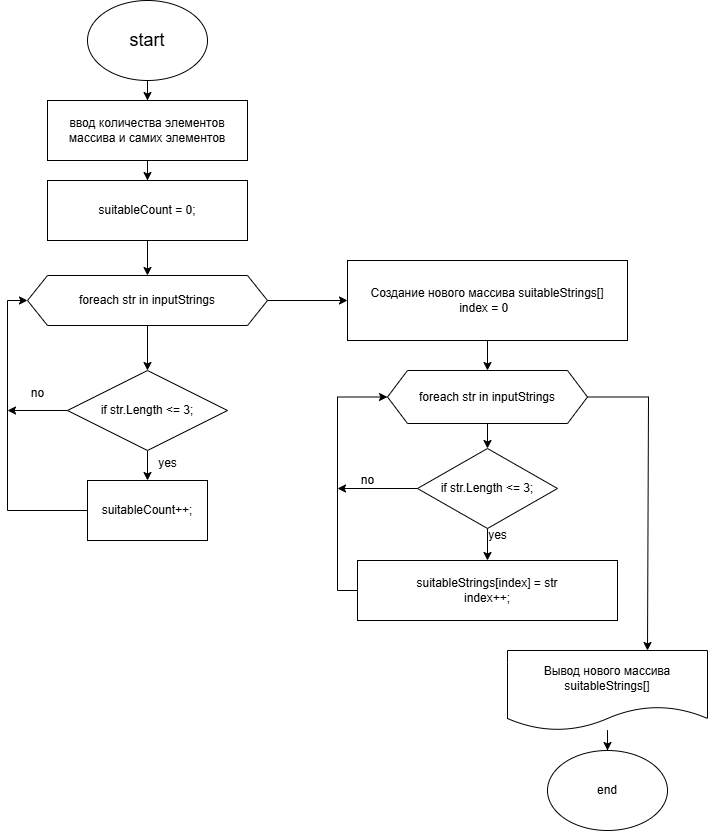 start
ввод количества элементов
массива и самих элементов
suitableCount = 0;
foreach str in inputStrings
if str.Length <= 3;
no
yes
suitableCount++;
Создание нового массива suitableStrings[]
index = 0
foreach str in inputStrings
if str.Length <= 3;
no
yes
suitableStrings[index] = str
index++;
Вывод нового массива
suitableStrings[]
end